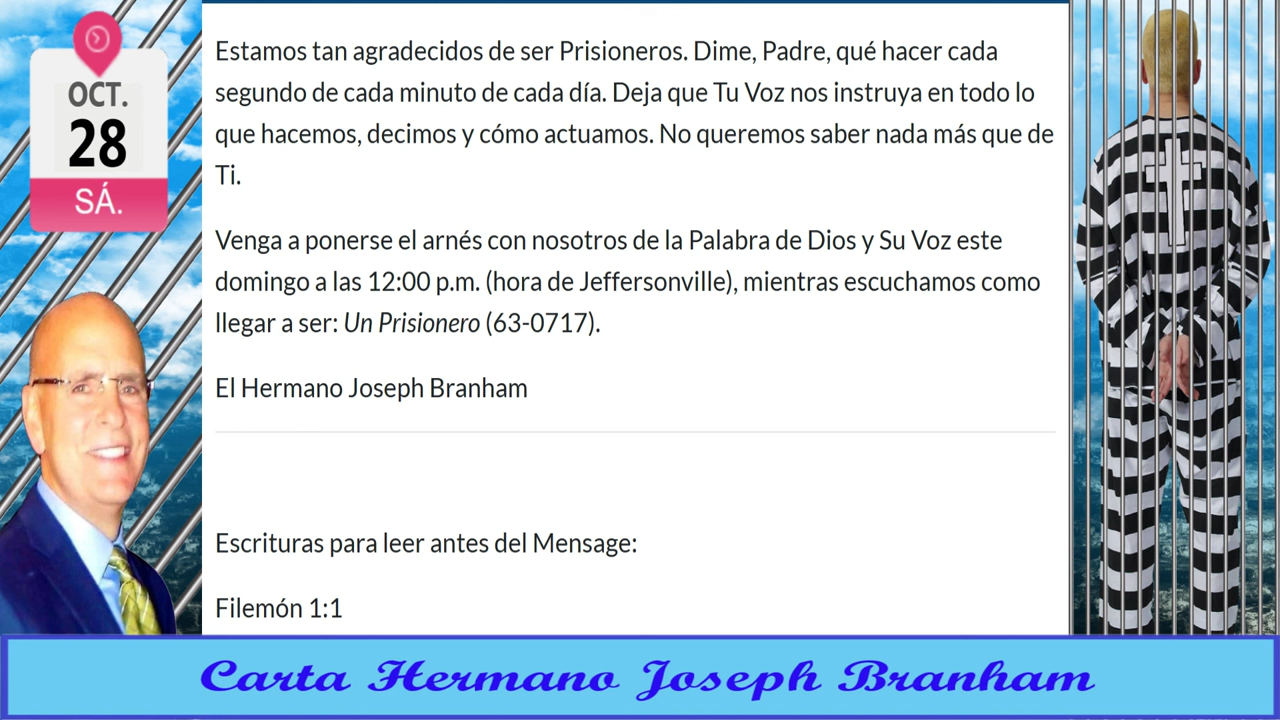 OCT.
28
SÁ.
Estamos tan agradecidos de ser Prisioneros. Dime, Padre, qué hacer cada
segundo de cada minuto de cada día. Deja que Tu Voz nos instruya en todo lo
que hacemos, decimos y cómo actuamos. No queremos saber nada más que de
Ti.
Venga a ponerse el arnés con nosotros de la Palabra de Dios y Su Voz este
domingo a las 12:00 p.m. (hora de Jeffersonville), mientras escuchamos como
llegar a ser: Un Prisionero (63-0717).
El Hermano Joseph Branham
Escrituras para leer antes del Mensage:
Filemón 1:1
Carta Hermano Joseph Branham